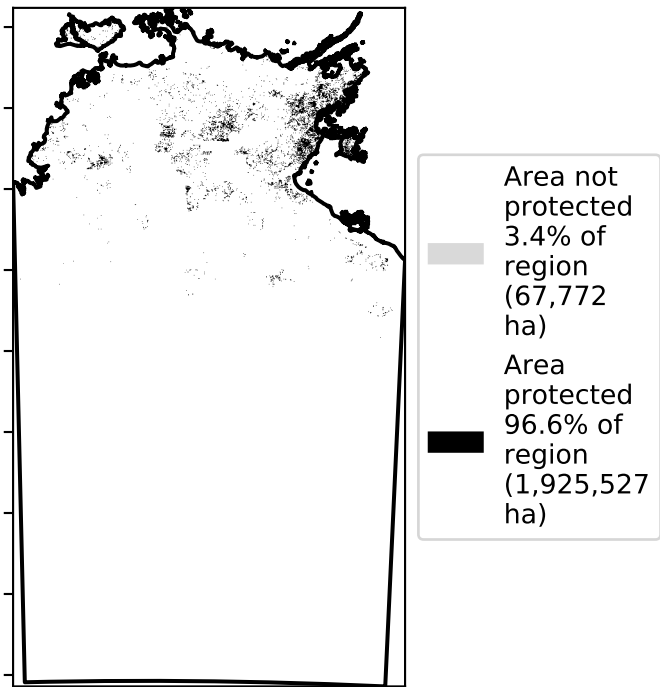 Area not
protected
3.4% of
region
(67,772
ha)
Area
protected
96.6% of
region
(1,925,527
ha)